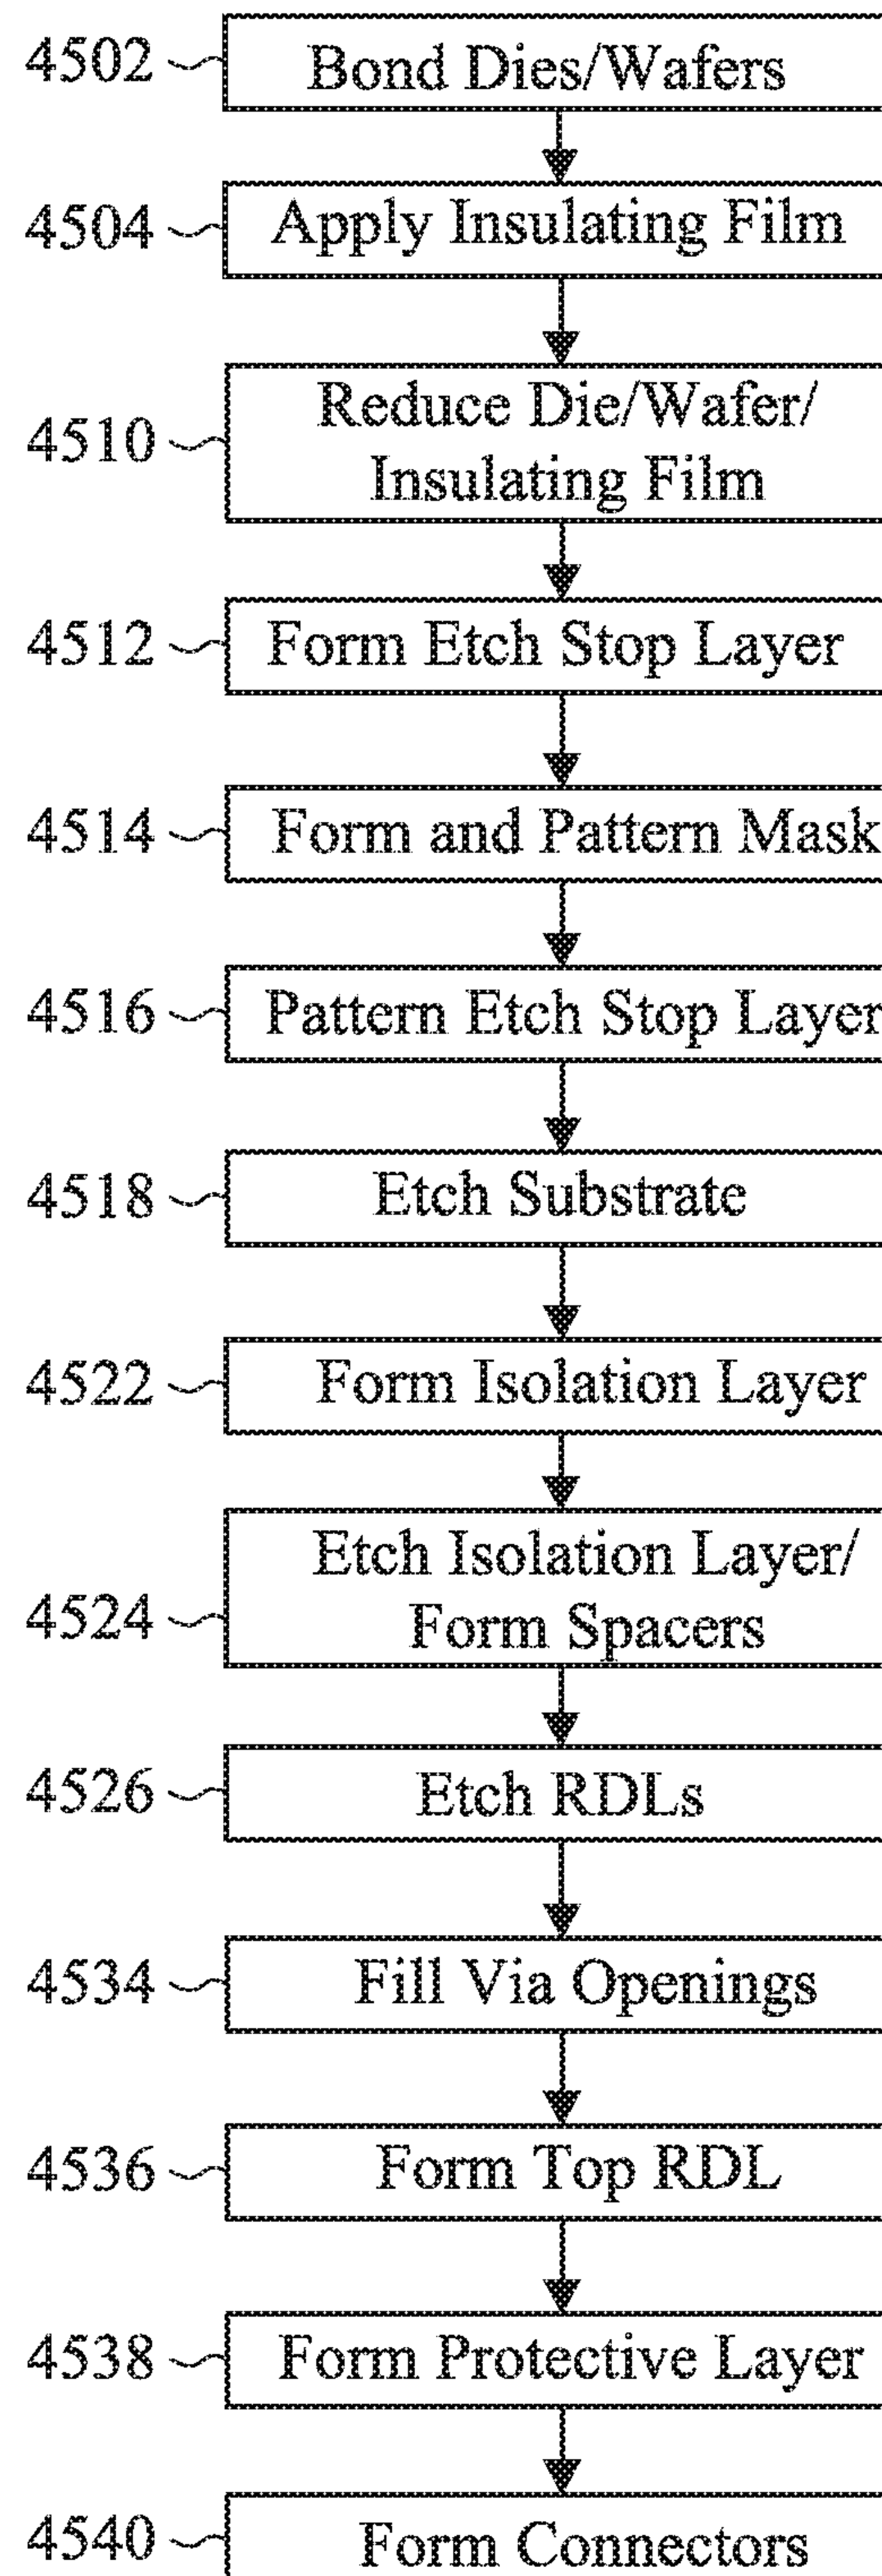 4502 Bond Dies/Wafers
4504 Apply Insulating Film
4510 Reduce Die/Wafer/
Insulating Film
4512 Form Etch Stop Layer
4514 Form and Pattern Mask
4516 Pattern Etch Stop Layer
4518 Etch Substrate
4522 Form Isolation Layer
4524 Etch Isolation Layer/
Form Spacers
4526 Etch RDLs
4534 Fill Via Openings
4536 Form Top RDL
4538 Form Protective Layer
4540 Form Connectors